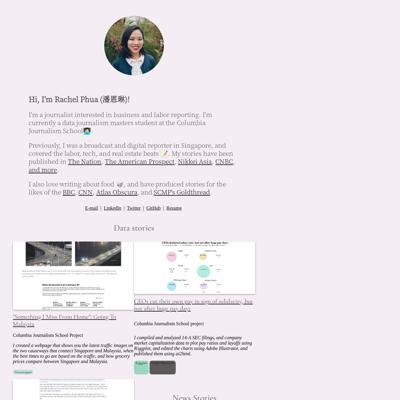 Hi, I'm Rachel Phua (潘恩琳)!
I'm a journalist interested in business and labor reporting. I'm
currently a data journalism masters student at the Columbia
Journalism School👩🏻‍💻
Previously, I was a broadcast and digital reporter in Singapore, and
covered the labor, tech, and real estate beats 📝. My stories have been
published in The Nation, The American Prospect, Nikkei Asia, CNBC,
and more.
I also love writing about food 🍜, and have produced stories for the
likes of the BBC, CNN, Atlas Obscura, and SCMP's Goldthread.
E-mail | LinkedIn | Twitter | GitHub | Resume
Data stories
"Something I Miss From Home": Going To
Malaysia
Columbia Journalism School Project
I created a webpage that shows you the latest traffic images on
the two causeways that connect Singapore and Malaysia, when
the best times to go are based on the traffic, and how grocery
prices compare between Singapore and Malaysia.
CEOs cut their own pay in sign of solidarity, but
not after huge pay days
Columbia Journalism School project
I compiled and analyzed 14-A SEC filings, and company
market capitalization data to plot pay ratios and layoffs using
R/ggplot, and edited the charts using Adobe Illustrator, and
published them using ai2html.
News Stories